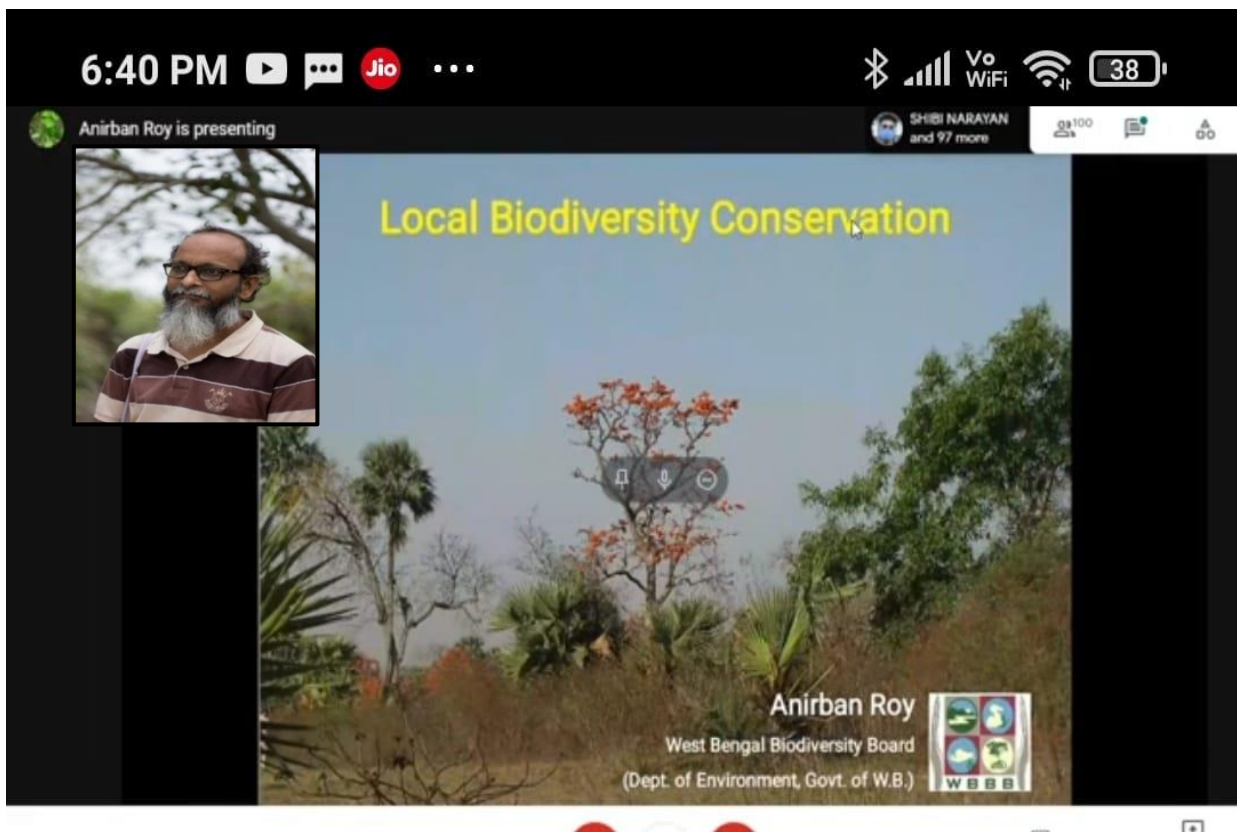 6:40 PM Jio ... Vo WiFi 38
Anirban Roy is presenting
SHIBI NARAYAN
and 97 more
100
Local Biodiversity Conservation
Anirban Roy
West Bengal Biodiversity Board
(Dept. of Environment, Govt. of W.B.)
W B B B